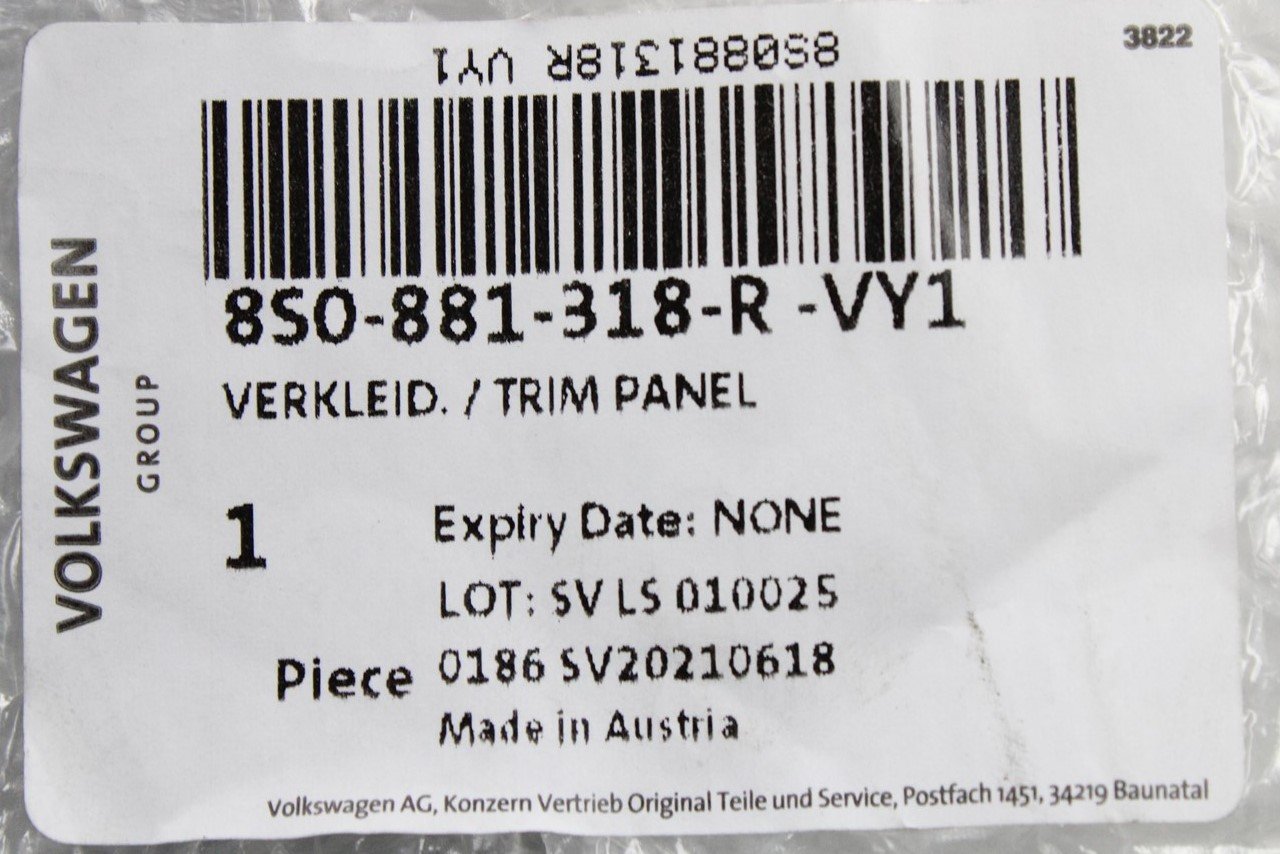 3822
8S0881318R VY1
8S0-881-318-R -VY1
VERKLEID. / TRIM PANEL
VOLKSWAGEN
GROUP
1
Piece
Expiry Date: NONE
LOT: SV LS 010025
0186 SV20210618
Made in Austria
Volkswagen AG, Konzern Vertrieb Original Teile und Service, Postfach 1451, 34219 Baunatal